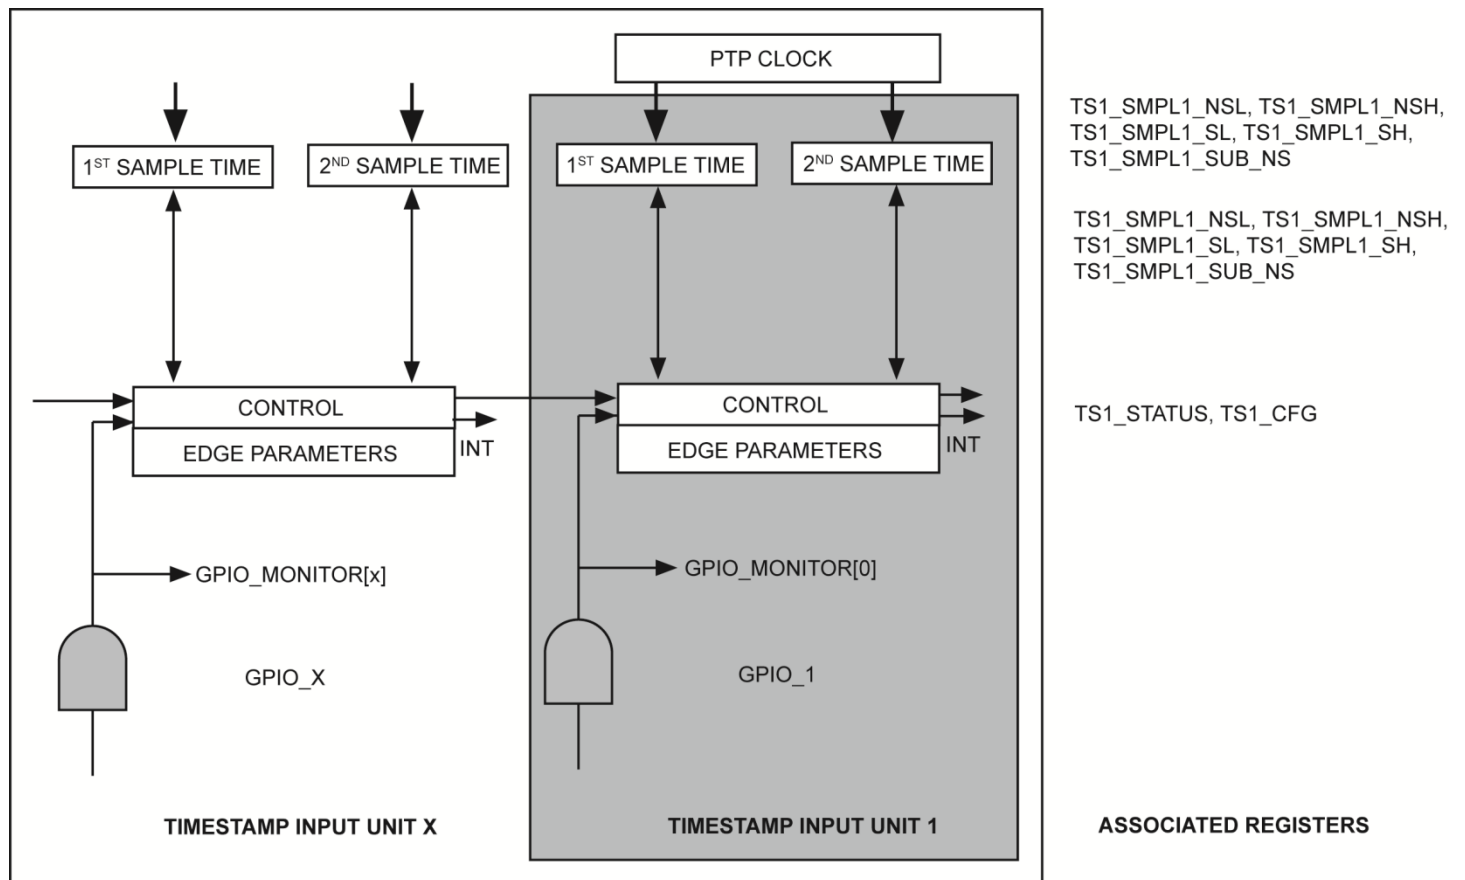 PTP CLOCK
1ST SAMPLE TIME
2ND SAMPLE TIME
1ST SAMPLE TIME
2ND SAMPLE TIME
TS1_SMPL1_NSL, TS1_SMPL1_NSH,
TS1_SMPL1_SL, TS1_SMPL1_SH,
TS1_SMPL1_SUB_NS
TS1_SMPL1_NSL, TS1_SMPL1_NSH,
TS1_SMPL1_SL, TS1_SMPL1_SH,
TS1_SMPL1_SUB_NS
CONTROL
EDGE PARAMETERS
INT
CONTROL
EDGE PARAMETERS
INT
TS1_STATUS, TS1_CFG
GPIO_MONITOR[x]
GPIO_MONITOR[0]
GPIO_X
GPIO_1
TIMESTAMP INPUT UNIT X
TIMESTAMP INPUT UNIT 1
ASSOCIATED REGISTERS